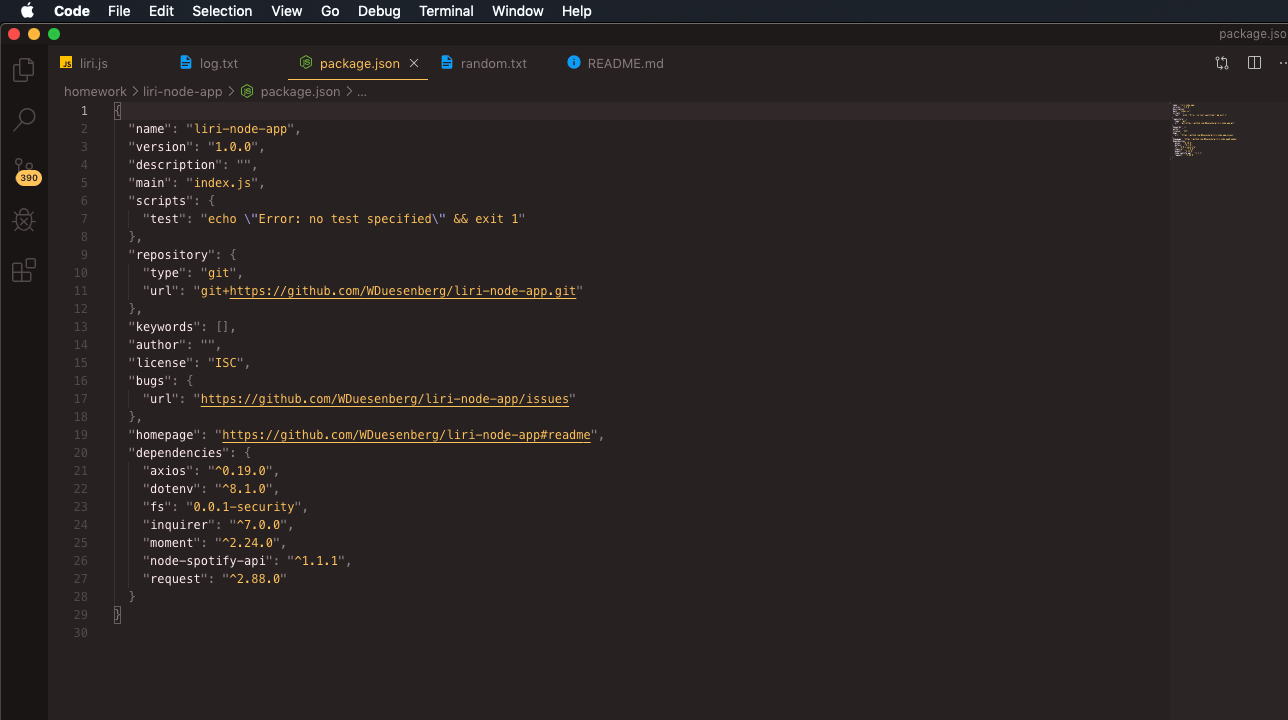 Code File Edit Selection View Go Debug Terminal Window Help
package.jso
liri.js log.txt package.json random.txt README.md
homework > liri-node-app > package.json > ...
390
1 {
2 "name": "liri-node-app",
3 "version": "1.0.0",
4 "description": "",
5 "main": "index.js",
6 "scripts": {
7 "test": "echo \"Error: no test specified\" && exit 1"
8 },
9 "repository": {
10 "type": "git",
11 "url": "git+https://github.com/WDuesenberg/liri-node-app.git"
12 },
13 "keywords": [],
14 "author": "",
15 "license": "ISC",
16 "bugs": {
17 "url": "https://github.com/WDuesenberg/liri-node-app/issues"
18 },
19 "homepage": "https://github.com/WDuesenberg/liri-node-app#readme",
20 "dependencies": {
21 "axios": "^0.19.0",
22 "dotenv": "^8.1.0",
23 "fs": "0.0.1-security",
24 "inquirer": "^7.0.0",
25 "moment": "^2.24.0",
26 "node-spotify-api": "^1.1.1",
27 "request": "^2.88.0"
28 }
29 }
30